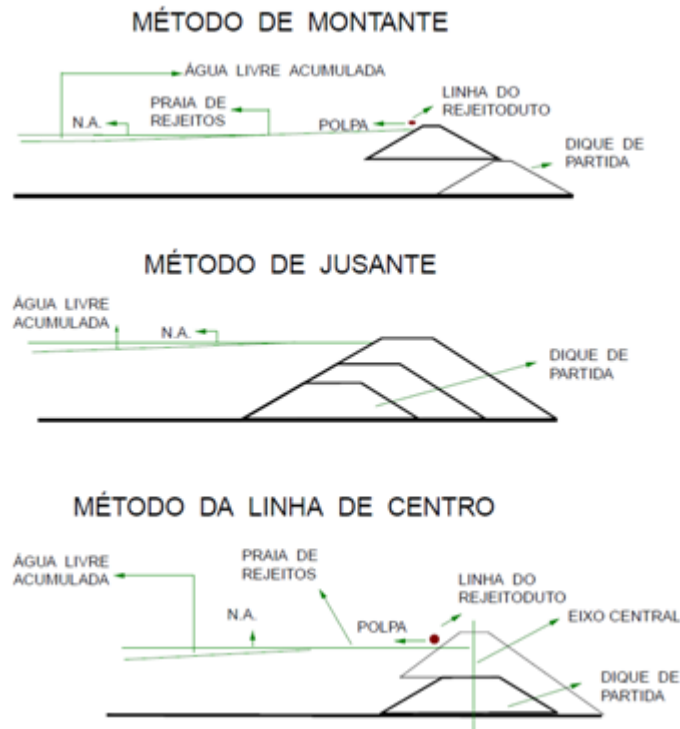 MÉTODO DE MONTANTE
ÁGUA LIVRE ACUMULADA
LINHA DO
REJEITODUTO
PRAIA DE
REJEITOS
N.A.
POLPA
DIQUE DE
PARTIDA
MÉTODO DE JUSANTE
ÁGUA LIVRE
ACUMULADA
N.A.
DIQUE DE
PARTIDA
MÉTODO DA LINHA DE CENTRO
ÁGUA LIVRE
ACUMULADA
PRAIA DE
REJEITOS
LINHA DO
REJEITODUTO
N.A.
POLPA
EIXO CENTRAL
DIQUE DE
PARTIDA